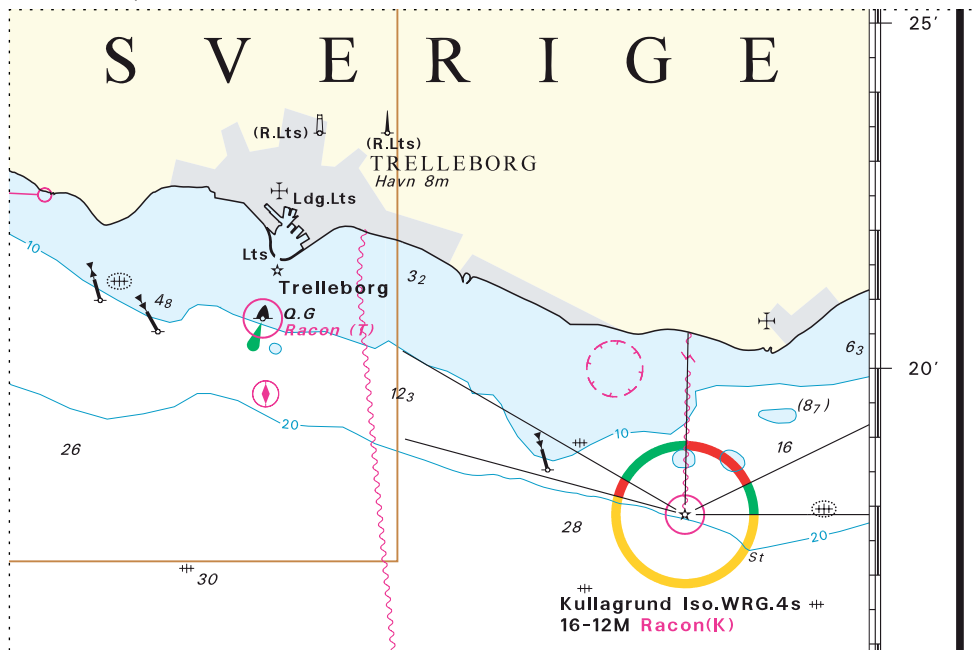 25'
SVERIGE
(R.Lts)
(R.Lts)
TRELLEBORG
Havn 8m
Ldg.Lts
Lts
10
3₂
Trelleborg
4₈
Q.G
Racon (T)
6₃
20'
12₃
(8₇)
20
10
16
26
28
20
St
30
Kullagrund Iso.WRG.4s
16-12M Racon(K)